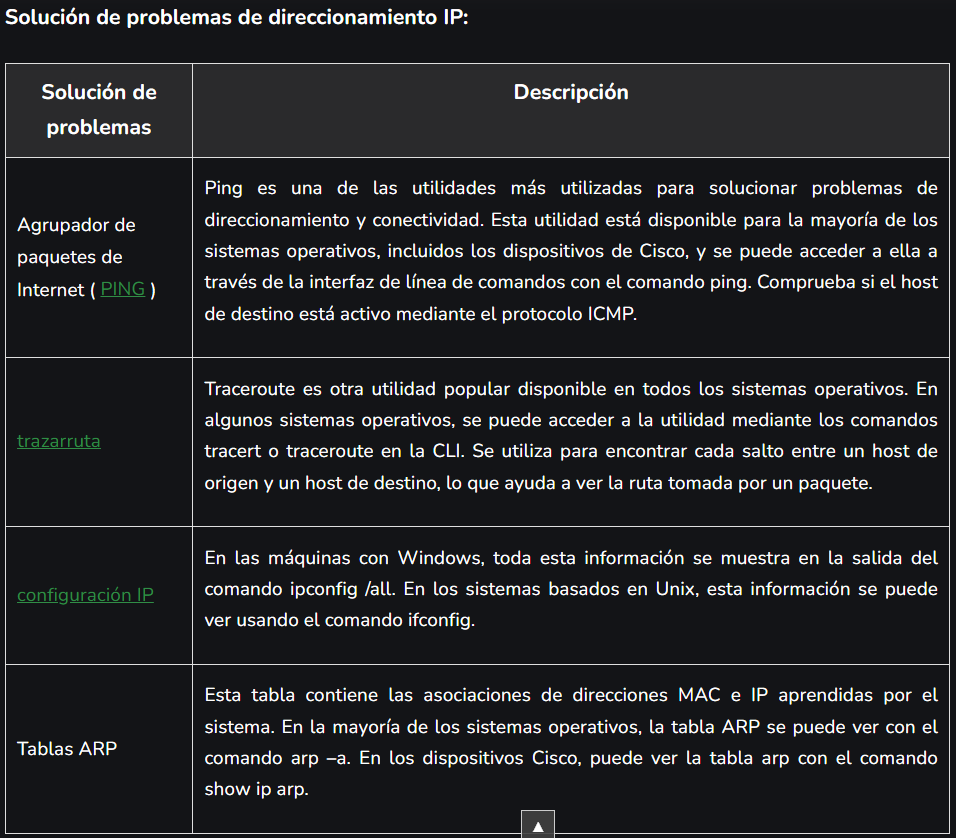 Solución de problemas de direccionamiento IP:
Solución de
problemas
Descripción
Agrupador de
paquetes de
Internet ( PING )
Ping es una de las utilidades más utilizadas para solucionar problemas de
direccionamiento y conectividad. Esta utilidad está disponible para la mayoría de los
sistemas operativos, incluidos los dispositivos de Cisco, y se puede acceder a ella a
través de la interfaz de línea de comandos con el comando ping. Comprueba si el host
de destino está activo mediante el protocolo ICMP.
trazarruta
Traceroute es otra utilidad popular disponible en todos los sistemas operativos. En
algunos sistemas operativos, se puede acceder a la utilidad mediante los comandos
tracert o traceroute en la CLI. Se utiliza para encontrar cada salto entre un host de
origen y un host de destino, lo que ayuda a ver la ruta tomada por un paquete.
configuración IP
En las máquinas con Windows, toda esta información se muestra en la salida del
comando ipconfig /all. En los sistemas basados en Unix, esta información se puede
ver usando el comando ifconfig.
Tablas ARP
Esta tabla contiene las asociaciones de direcciones MAC e IP aprendidas por el
sistema. En la mayoría de los sistemas operativos, la tabla ARP se puede ver con el
comando arp –a. En los dispositivos Cisco, puede ver la tabla arp con el comando
show ip arp.